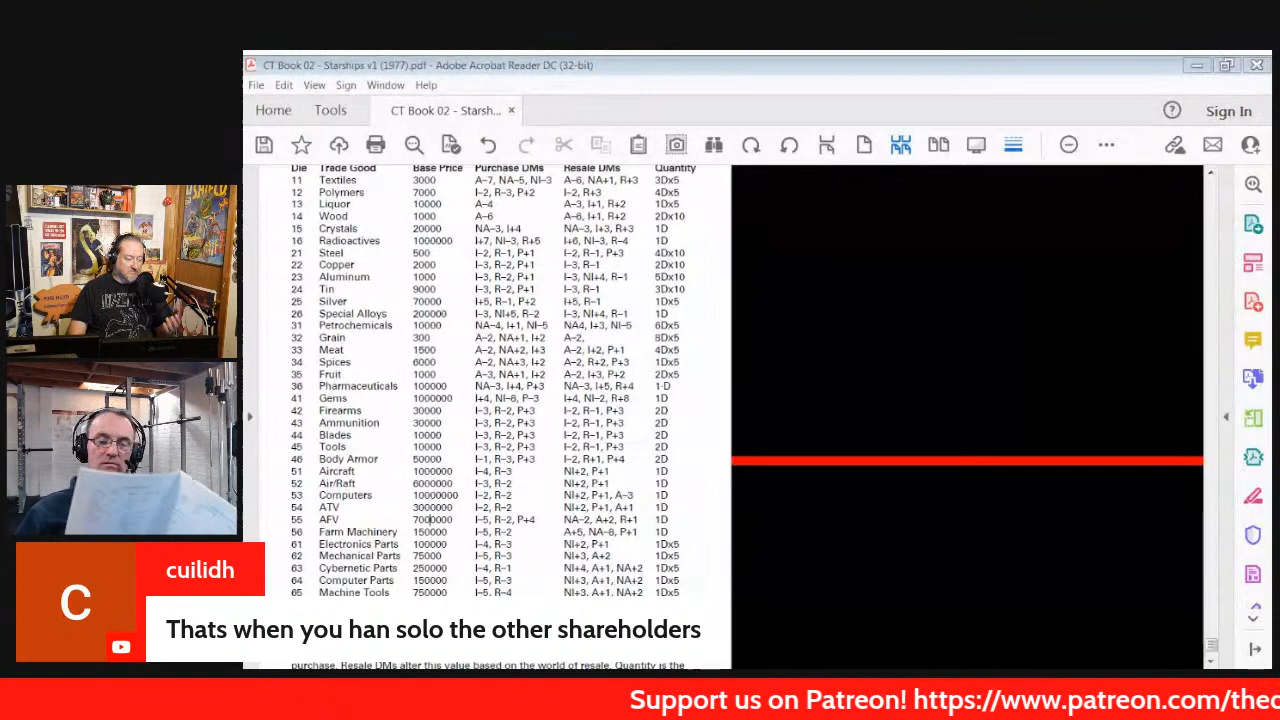 CT Book 02 - Starships v1 (1977).pdf - Adobe Acrobat Reader DC (32-bit)
File Edit View Sign Window Help
Home Tools CT Book 02 - Starsh... × Sign In
Die Trade Good Base Price Purchase DMs Resale DMs Quantity
11 Textiles 3000 A–7, NA–5, NI–3 A–6, NA+1, R+3 3Dx5
12 Polymers 7000 I–2, R–3, P+2 I–2, R+3 4Dx5
13 Liquor 10000 A–4 A–3, I+1, R+2 1Dx5
14 Wood 1000 A–6 A–6, I+1, R+2 2Dx10
15 Crystals 20000 NA–3, I+4 NA–3, I+3, R+3 1D
16 Radioactives 1000000 I+7, NI–3, R+5 I+6, NI–3, R–4 1D
21 Steel 500 I–2, R–1, P+1 I–2, R–1, P+3 4Dx10
22 Copper 2000 I–3, R–2, P+1 I–3, R–1 2Dx10
23 Aluminum 1000 I–3, R–2, P+1 I–3, NI+4, R–1 5Dx10
24 Tin 9000 I–3, R–2, P+1 I–3, R–1 3Dx10
25 Silver 70000 I+5, R–1, P+2 I+5, R–1 1Dx5
26 Special Alloys 200000 I–3, NI+5, R–2 I–3, NI+4, R–1 1D
31 Petrochemicals 10000 NA–4, I+1, NI–5 NA4, I+3, NI–5 6Dx5
32 Grain 300 A–2, NA+1, I+2 A–2, 8Dx5
33 Meat 1500 A–2, NA+2, I+3 A–2, I+2, P+1 4Dx5
34 Spices 6000 A–2, NA+3, I+2 A–2, R+2, P+3 1Dx5
35 Fruit 1000 A–3, NA+1, I+2 A–2, I+3, P+2 2Dx5
36 Pharmaceuticals 100000 NA–3, I+4, P+3 NA–3, I+5, R+4 1-D
41 Gems 1000000 I+4, NI–8, P–3 I+4, NI–2, R+8 1D
42 Firearms 30000 I–3, R–2, P+3 I–2, R–1, P+3 2D
43 Ammunition 30000 I–3, R–2, P+3 I–2, R–1, P+3 2D
44 Blades 10000 I–3, R–2, P+3 I–2, R–1, P+3 2D
45 Tools 10000 I–3, R–2, P+3 I–2, R–1, P+3 2D
46 Body Armor 50000 I–1, R–3, P+3 I–2, R+1, P+4 2D
51 Aircraft 1000000 I–4, R–3 NI+2, P+1 1D
52 Air/Raft 6000000 I–3, R–2 NI+2, P+1 1D
53 Computers 10000000 I–2, R–2 NI+2, P+1, A–3 1D
54 ATV 3000000 I–2, R–2 NI+2, P+1, A+1 1D
55 AFV 7000000 I–5, R–2, P+4 NA–2, A+2, R+1 1D
56 Farm Machinery 150000 I–5, R–2 A+5, NA–8, P+1 1D
61 Electronics Parts 100000 I–4, R–3 NI+2, P+1 1Dx5
62 Mechanical Parts 75000 I–5, R–3 NI+3, A+2 1Dx5
63 Cybernetic Parts 250000 I–4, R–1 NI+4, A+1, NA+2 1Dx5
64 Computer Parts 150000 I–5, R–3 NI+3, A+1, NA+2 1Dx5
65 Machine Tools 750000 I–5, R–4 NI+3, A+1, NA+2 1Dx5
purchase. Resale DMs alter this value based on the world of resale. Quantity is the
C
cuilidh
Thats when you han solo the other shareholders
Support us on Patreon! https://www.patreon.com/thec